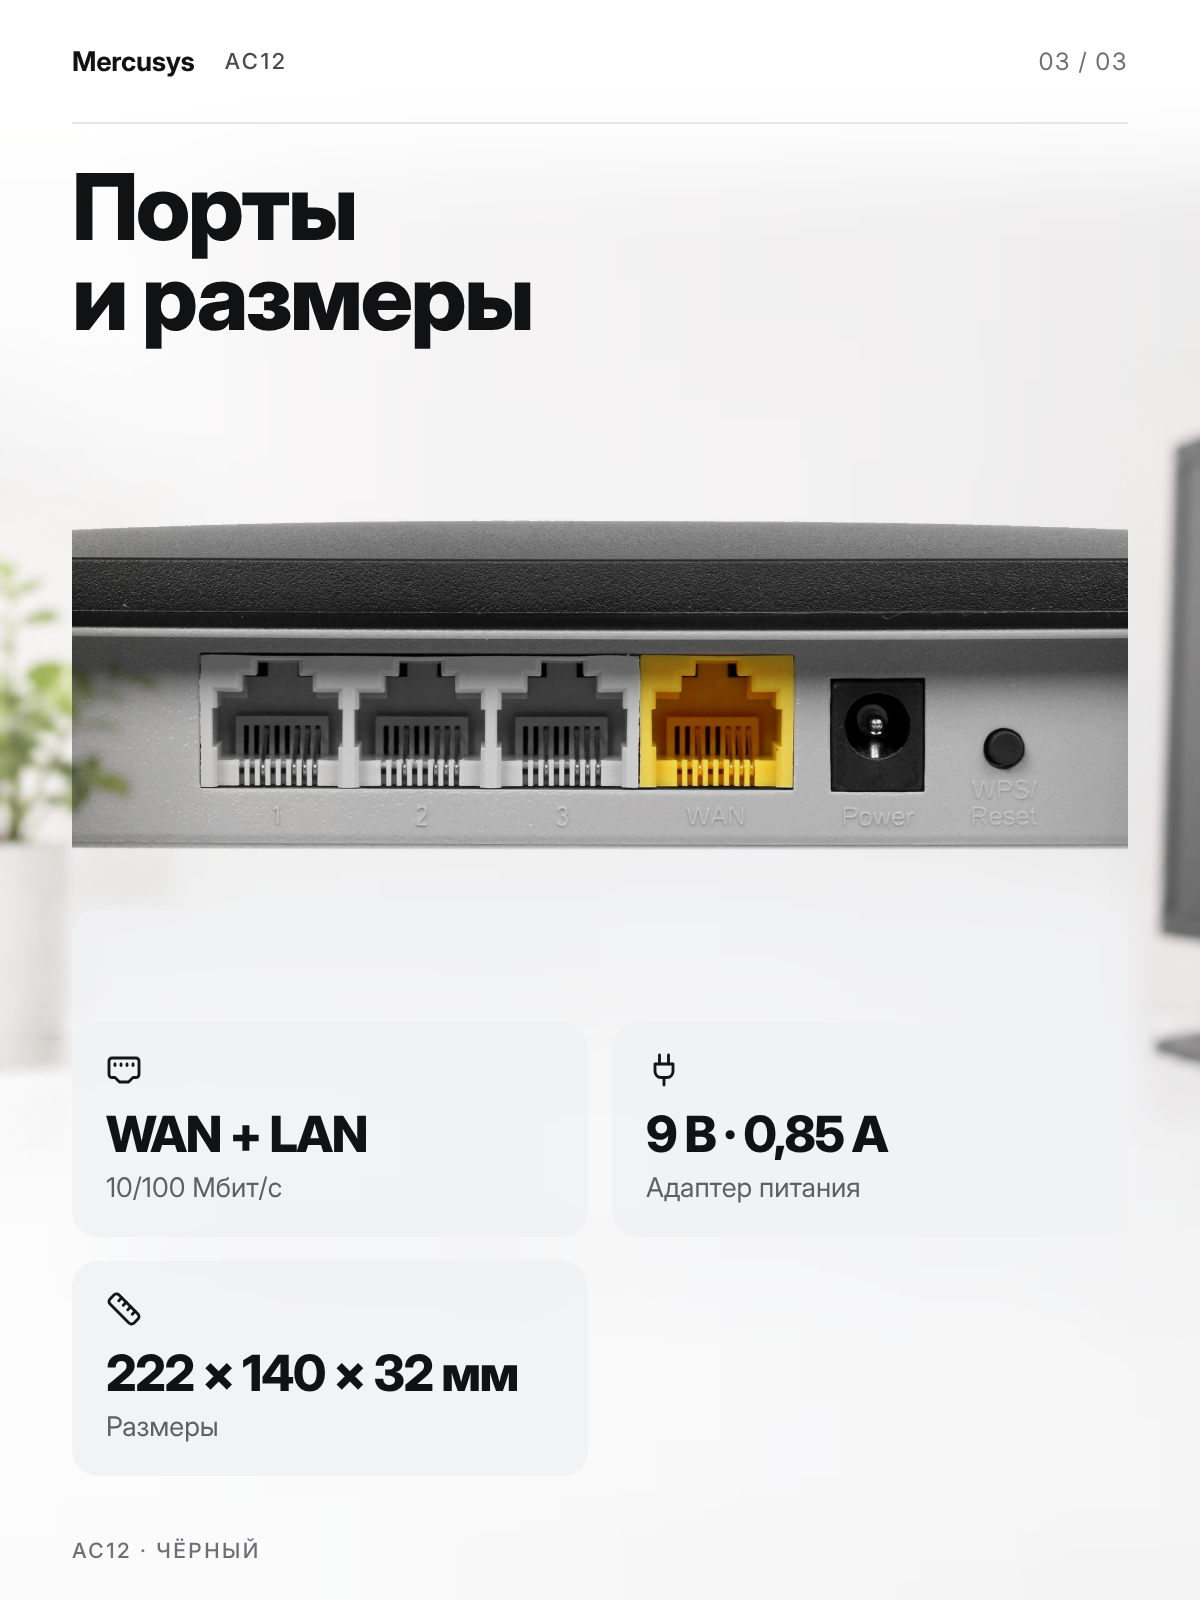 Mercusys AC12 03 / 03
Порты
и размеры
1 2 3 WAN Power WPS/
Reset
WAN + LAN
10/100 Мбит/с
9 В · 0,85 А
Адаптер питания
222 × 140 × 32 мм
Размеры
AC12 · ЧЁРНЫЙ